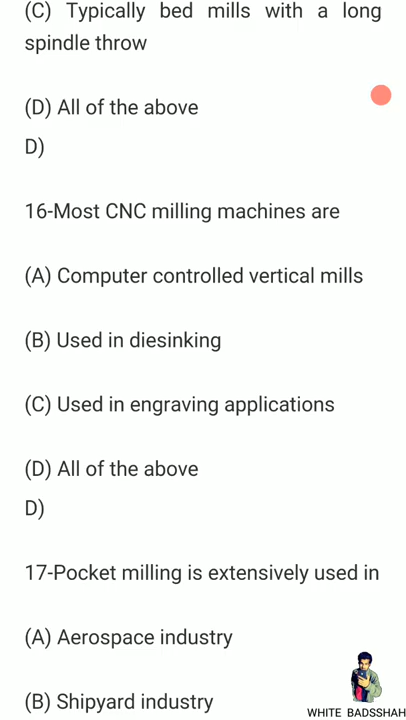 (C) Typically bed mills with a long
spindle throw
(D) All of the above
D)
16-Most CNC milling machines are
(A) Computer controlled vertical mills
(B) Used in diesinking
(C) Used in engraving applications
(D) All of the above
D)
17-Pocket milling is extensively used in
(A) Aerospace industry
(B) Shipyard industry
WHITE BADSSHAH